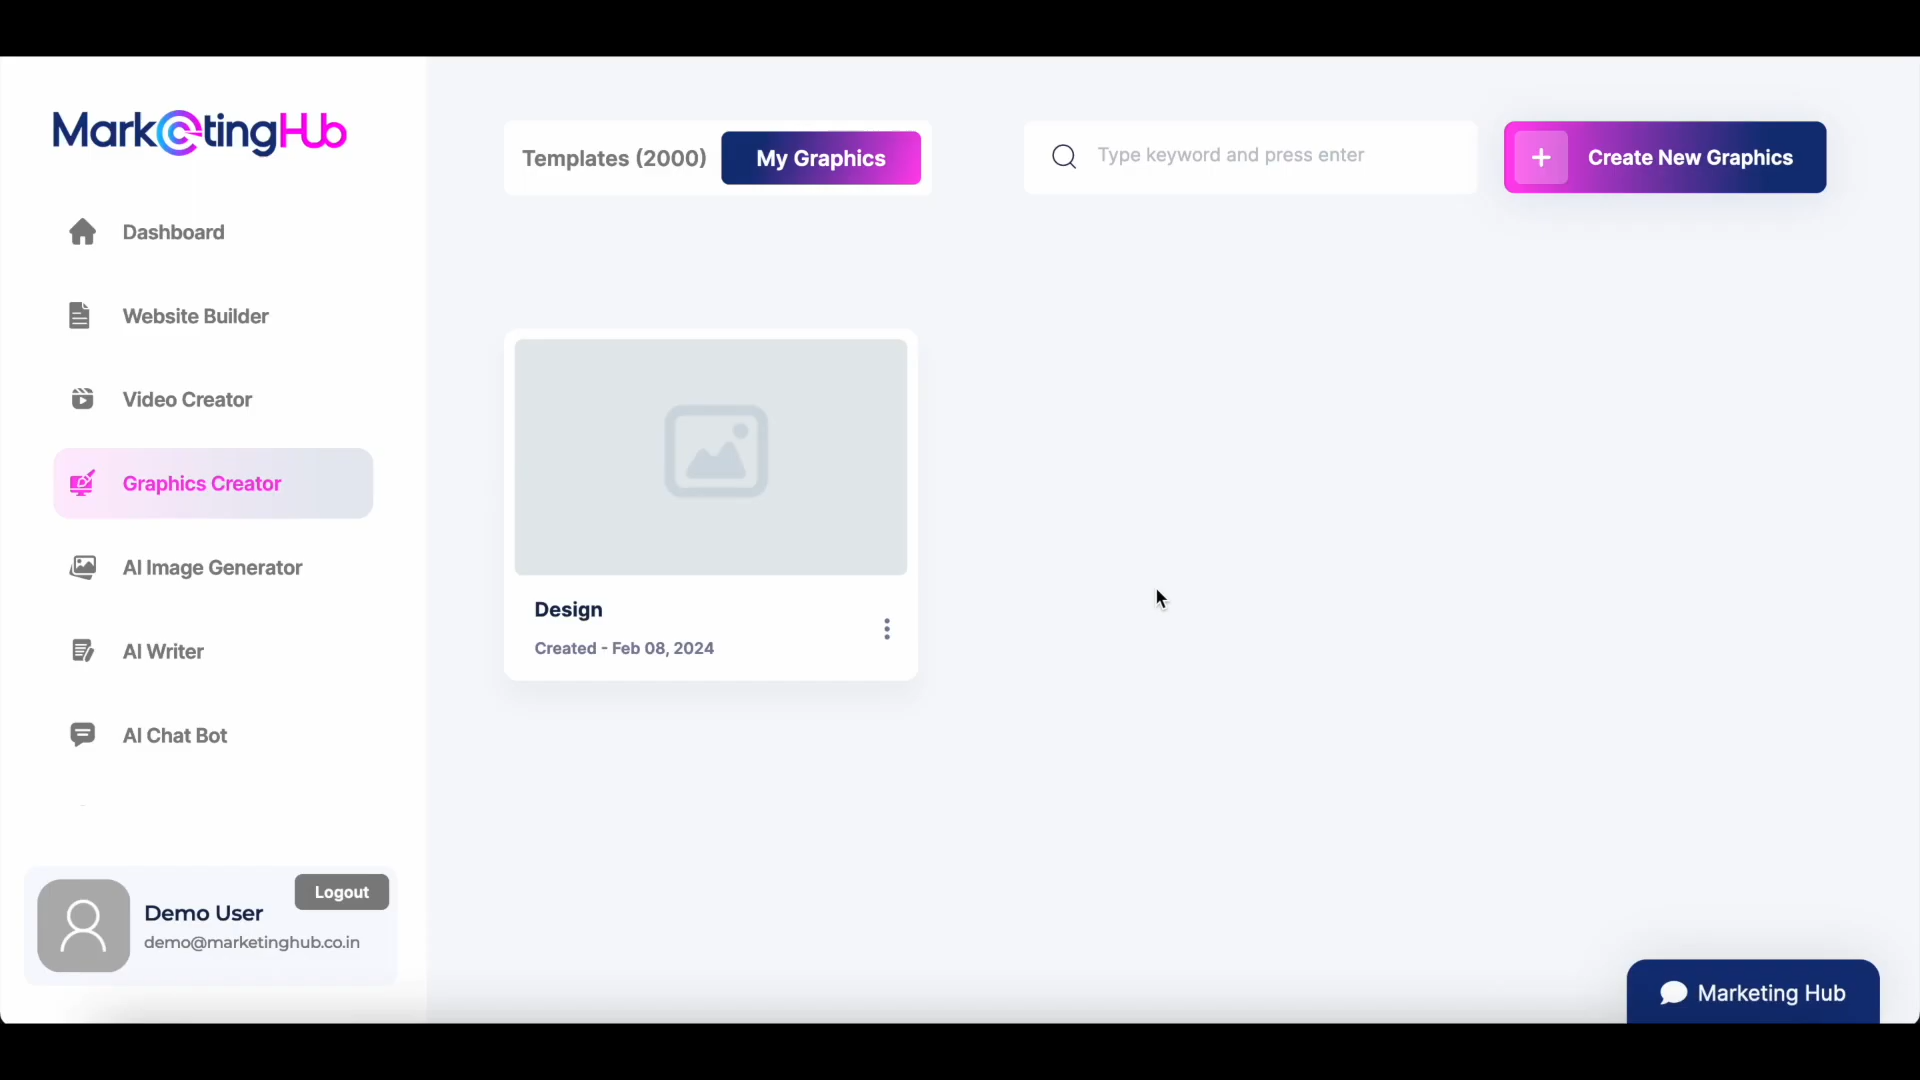 MarketingHub
Dashboard
Website Builder
Video Creator
Graphics Creator
AI Image Generator
AI Writer
AI Chat Bot
Logout
Demo User
demo@marketinghub.co.in
Templates (2000)
My Graphics
Type keyword and press enter
+ Create New Graphics
Design
Created - Feb 08, 2024
Marketing Hub